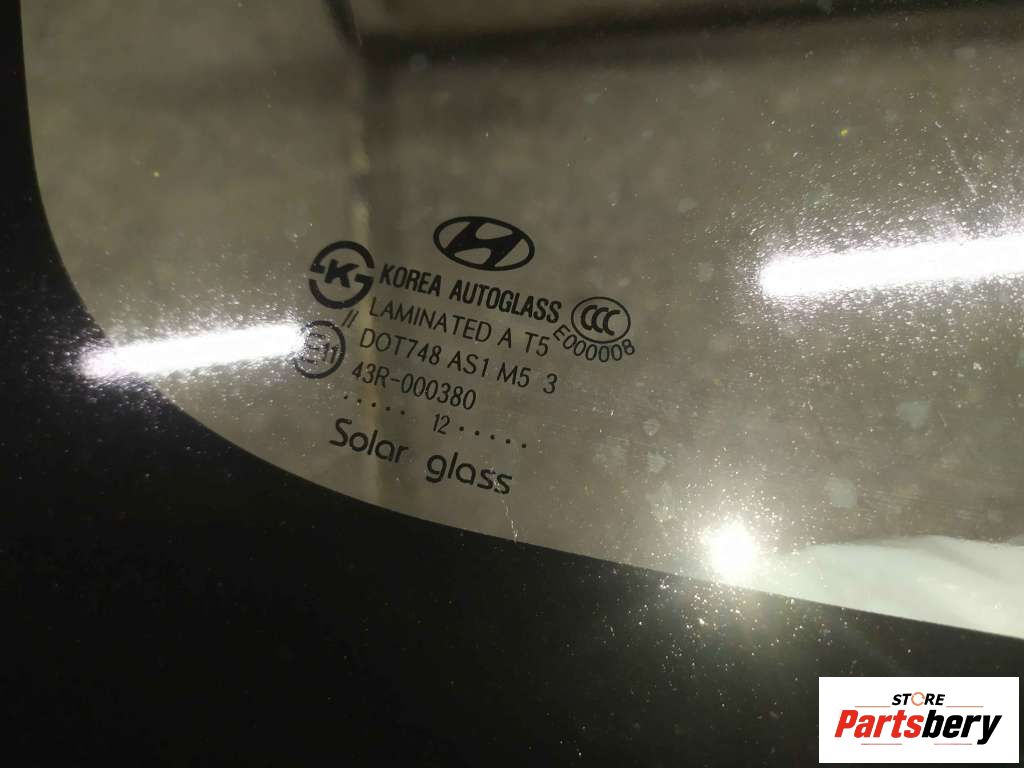 K KOREA AUTOGLASS CCC
// LAMINATED A T5 E000008
E11 DOT748 AS1 M5 3
43R-000380
..... 12 .....
Solar glass
STORE
Partsbery